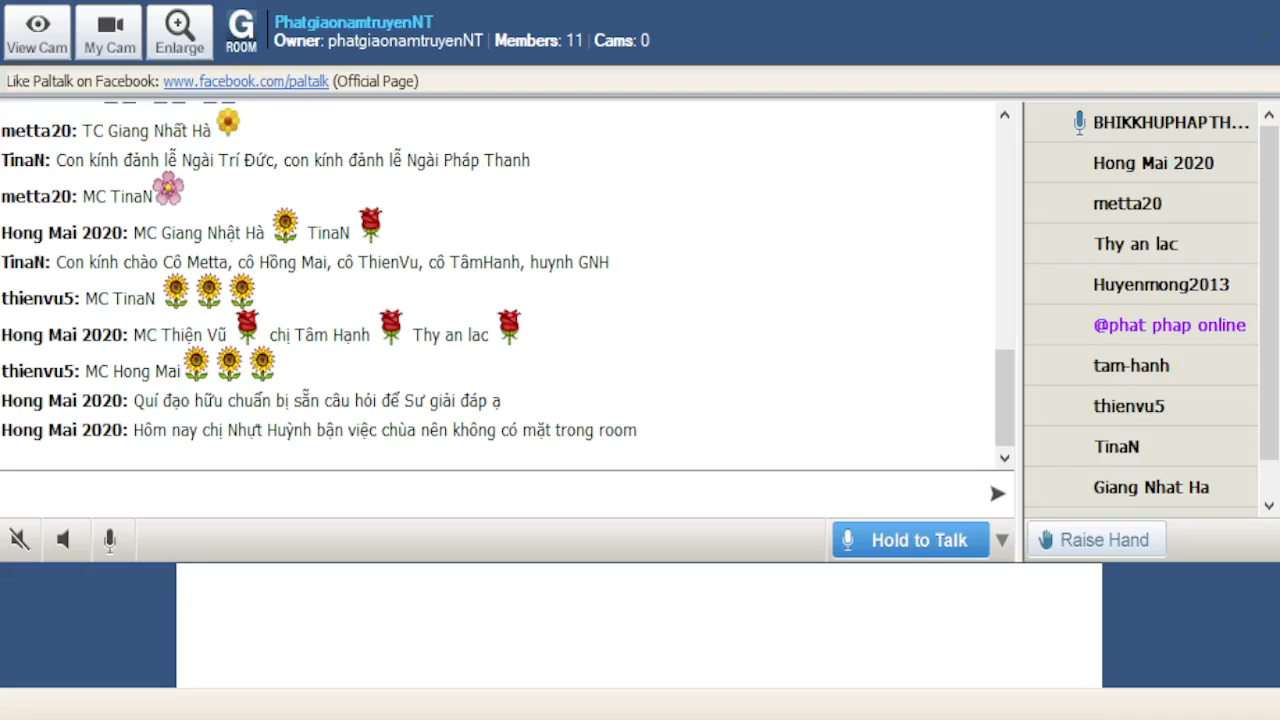 View Cam
My Cam
Enlarge
G
ROOM
PhatgiaonamtruyenNT
Owner: phatgiaonamtruyenNT | Members: 11 | Cams: 0
Like Paltalk on Facebook: www.facebook.com/paltalk (Official Page)
metta20: TC Giang Nhất Hà
TinaN: Con kính đảnh lễ Ngài Trí Đức, con kính đảnh lễ Ngài Pháp Thanh
metta20: MC TinaN
Hong Mai 2020: MC Giang Nhật Hà TinaN
TinaN: Con kính chào Cô Metta, cô Hồng Mai, cô ThienVu, cô TâmHanh, huynh GNH
thienvu5: MC TinaN
Hong Mai 2020: MC Thiện Vũ chị Tâm Hạnh Thy an lac
thienvu5: MC Hong Mai
Hong Mai 2020: Quí đạo hữu chuẩn bị sẵn câu hỏi để Sư giải đáp ạ
Hong Mai 2020: Hôm nay chị Nhựt Huỳnh bận việc chùa nên không có mặt trong room
Hold to Talk
BHIKKHUPHAPTH...
Hong Mai 2020
metta20
Thy an lac
Huyenmong2013
@phat phap online
tam-hanh
thienvu5
TinaN
Giang Nhat Ha
Raise Hand